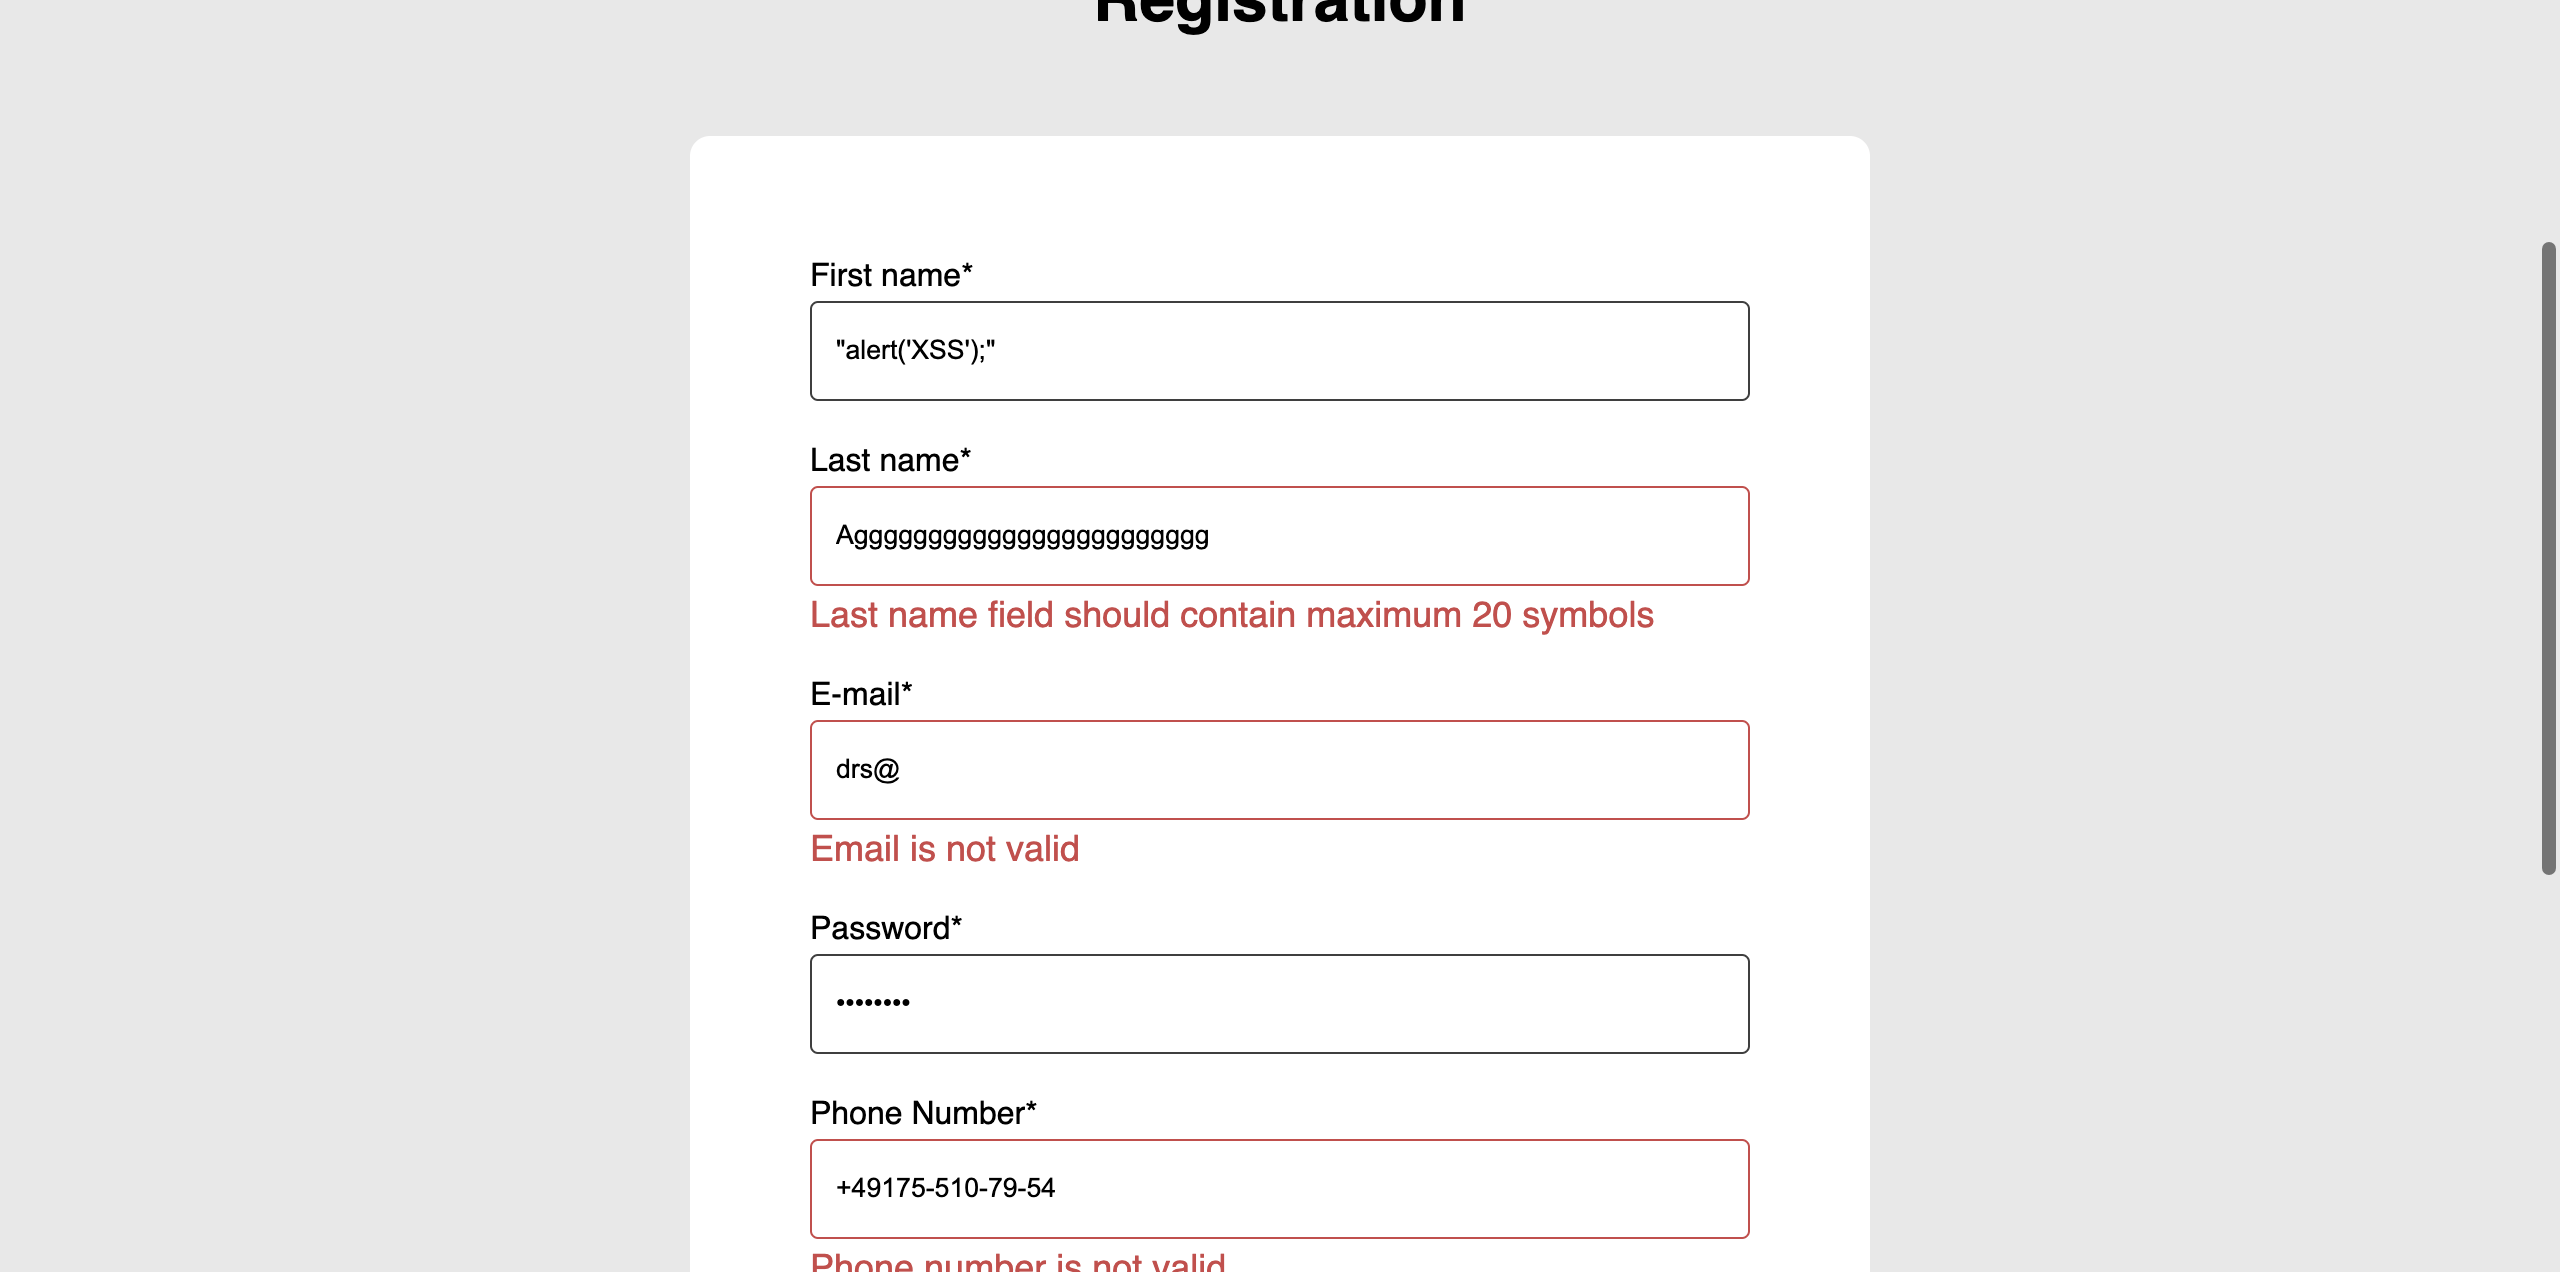 Registration
First name*
"alert('XSS');"
Last name*
Agggggggggggggggggggggggg
Last name field should contain maximum 20 symbols
E-mail*
drs@
Email is not valid
Password*
••••••••
Phone Number*
+49175-510-79-54
Phone number is not valid